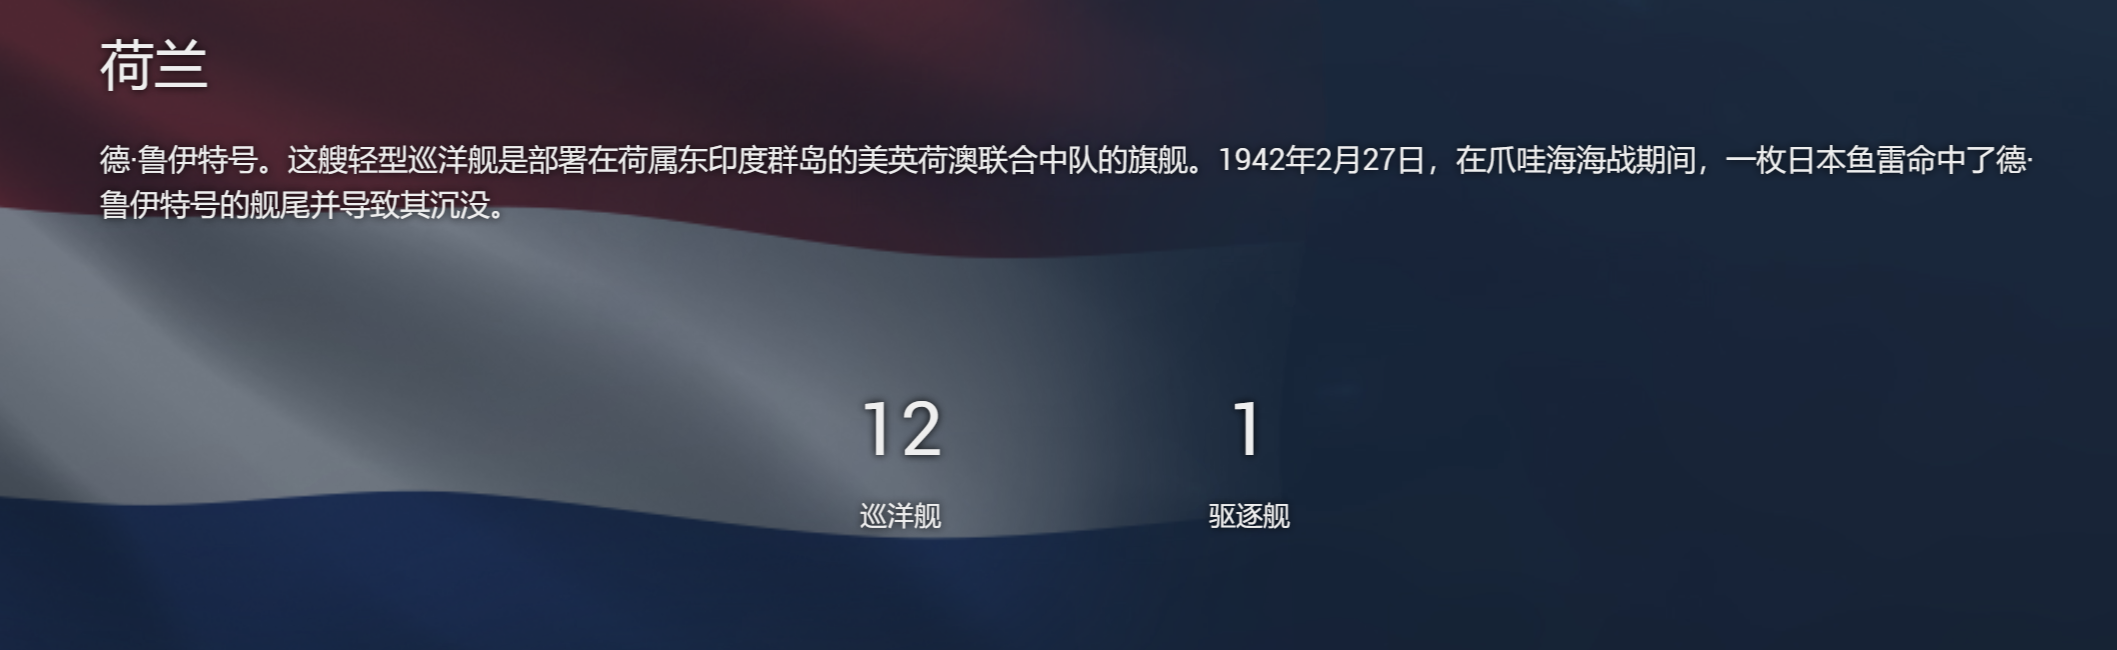 荷兰
德·鲁伊特号。这艘轻型巡洋舰是部署在荷属东印度群岛的美英荷澳联合中队的旗舰。1942年2月27日，在爪哇海海战期间，一枚日本鱼雷命中了德·
鲁伊特号的舰尾并导致其沉没。
12 1
巡洋舰 驱逐舰